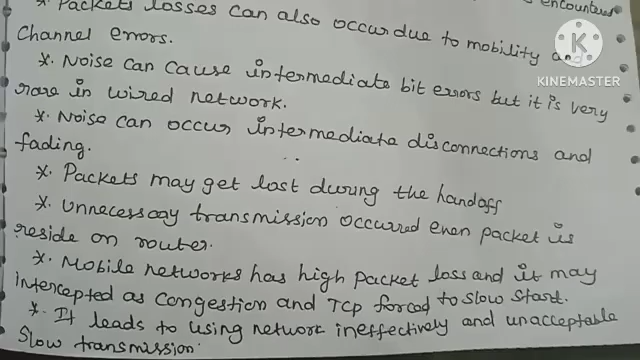 encountered
*. Packets losses can also occur due to mobility and
channel errors.
*. Noise can cause intermediate bit errors but it is very
rare in wired network.
*. Noise can occur intermediate disconnections and
fading.
*. Packets may get lost during the handoff
*. Unnecessary transmission occurred even packet is
reside on router.
*. Mobile networks has high packet loss and it may
intercepted as congestion and TCP forced to slow start.
*. It leads to using network ineffectively and unacceptable
slow transmission.
KINEMASTER